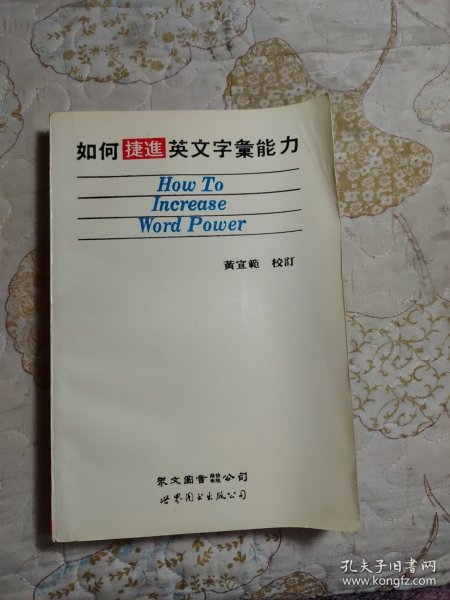 如何捷進英文字彙能力
How To
Increase
Word Power
黃宣範 校訂
眾文圖書股份有限公司
世界图书出版公司
孔夫子旧书网
www.kongfz.com